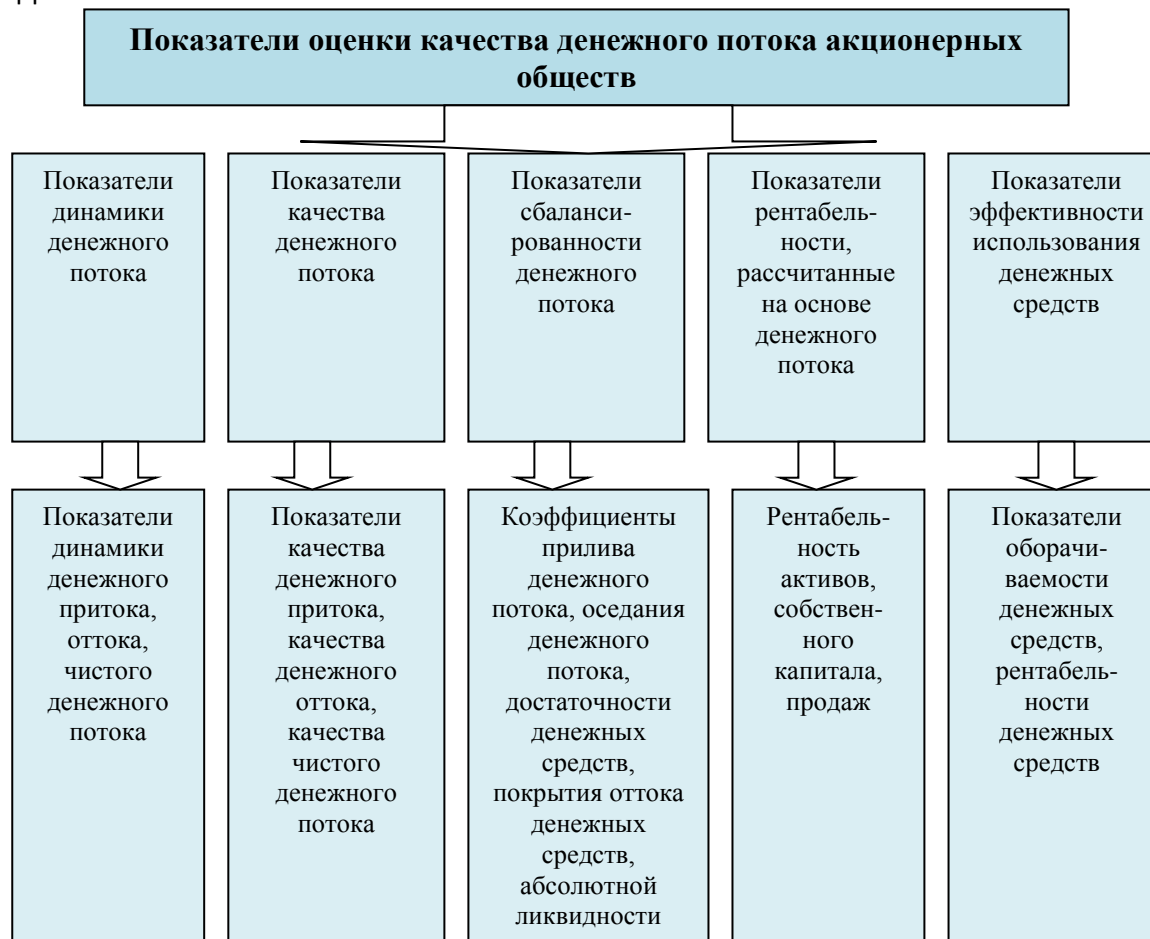 Показатели оценки качества денежного потока акционерных
обществ
Показатели
динамики
денежного
потока
Показатели
качества
денежного
потока
Показатели
сбаланси-
рованности
денежного
потока
Показатели
рентабель-
ности,
рассчитанные
на основе
денежного
потока
Показатели
эффективности
использования
денежных
средств
Показатели
динамики
денежного
притока,
оттока,
чистого
денежного
потока
Показатели
качества
денежного
притока,
качества
денежного
оттока,
качества
чистого
денежного
потока
Коэффициенты
прилива
денежного
потока, оседания
денежного
потока,
достаточности
денежных
средств,
покрытия оттока
денежных
средств,
абсолютной
ликвидности
Рентабель-
ность
активов,
собствен-
ного
капитала,
продаж
Показатели
оборачи-
ваемости
денежных
средств,
рентабель-
ности
денежных
средств